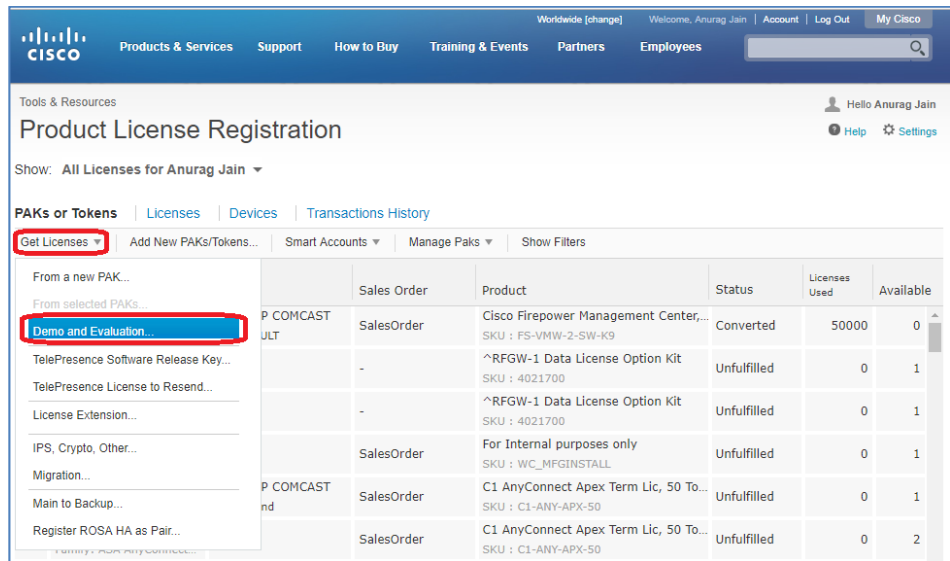 Worldwide [change] Welcome, Anurag Jain | Account | Log Out My Cisco
CISCO Products & Services Support How to Buy Training & Events Partners Employees
Tools & Resources
Hello Anurag Jain
Product License Registration
Help Settings
Show: All Licenses for Anurag Jain
PAKs or Tokens | Licenses | Devices | Transactions History
Get Licenses Add New PAKs/Tokens... Smart Accounts Manage Paks Show Filters
From a new PAK...
From selected PAKs...
Demo and Evaluation...
TelePresence Software Release Key...
TelePresence License to Resend...
License Extension...
IPS, Crypto, Other...
Migration...
Main to Backup...
Register ROSA HA as Pair...
Sales Order Product Status Licenses Used Available
P COMCAST SalesOrder Cisco Firepower Management Center,... Converted 50000 0
ULT SKU : FS-VMW-2-SW-K9
- ^RFGW-1 Data License Option Kit Unfulfilled 0 1
SKU : 4021700
- ^RFGW-1 Data License Option Kit Unfulfilled 0 1
SKU : 4021700
SalesOrder For Internal purposes only Unfulfilled 0 1
SKU : WC_MFGINSTALL
P COMCAST SalesOrder C1 AnyConnect Apex Term Lic, 50 To... Unfulfilled 0 1
nd SKU : C1-ANY-APX-50
SalesOrder C1 AnyConnect Apex Term Lic, 50 To... Unfulfilled 0 2
SKU : C1-ANY-APX-50